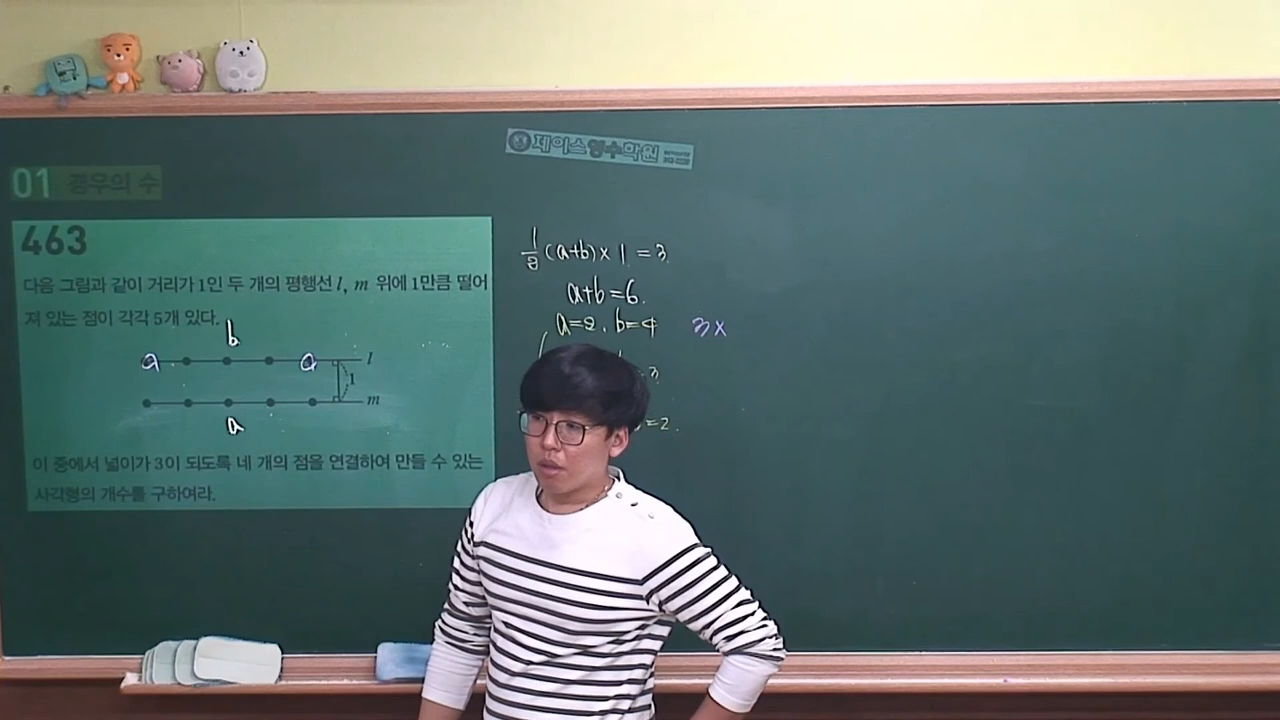 제이스영수학원
01 경우의 수
463
다음 그림과 같이 거리가 1인 두 개의 평행선 l, m 위에 1만큼 떨어
져 있는 점이 각각 5개 있다.
b
l
1
m
a
이 중에서 넓이가 3이 되도록 네 개의 점을 연결하여 만들 수 있는
사각형의 개수를 구하여라.
1/2 (a+b) × 1 = 3
a+b = 6.
a=2, b=4 3×
=2.